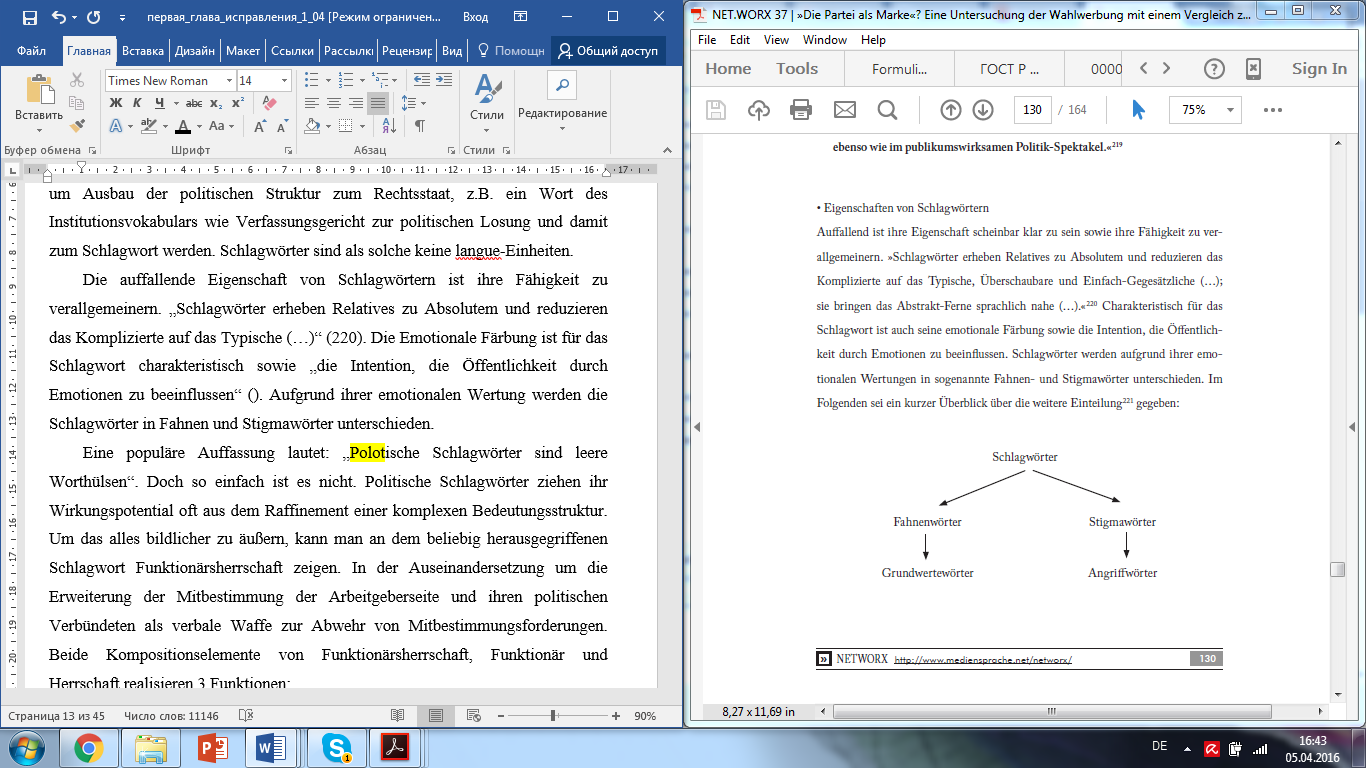 первая_глава_исправления_1_04 [Режим ограничен...
Вход
Файл
Главная
Вставка
Дизайн
Макет
Ссылки
Рассылки
Рецензир
Вид
Помощн
Общий доступ
Вставить
Times New Roman
14
Ж К Ч abc x₂ x²
Стили
Редактирование
Буфер обмена
Шрифт
Абзац
Стили
um Ausbau der politischen Struktur zum Rechtsstaat, z.B. ein Wort des
Institutionsvokabulars wie Verfassungsgericht zur politischen Losung und damit
zum Schlagwort werden. Schlagwörter sind als solche keine langue-Einheiten.
Die auffallende Eigenschaft von Schlagwörtern ist ihre Fähigkeit zu
verallgemeinern. „Schlagwörter erheben Relatives zu Absolutem und reduzieren
das Komplizierte auf das Typische (…)“ (220). Die Emotionale Färbung ist für das
Schlagwort charakteristisch sowie „die Intention, die Öffentlichkeit durch
Emotionen zu beeinflussen“ (). Aufgrund ihrer emotionalen Wertung werden die
Schlagwörter in Fahnen und Stigmawörter unterschieden.
Eine populäre Auffassung lautet: „Polotische Schlagwörter sind leere
Worthülsen“. Doch so einfach ist es nicht. Politische Schlagwörter ziehen ihr
Wirkungspotential oft aus dem Raffinement einer komplexen Bedeutungsstruktur.
Um das alles bildlicher zu äußern, kann man an dem beliebig herausgegriffenen
Schlagwort Funktionärsherrschaft zeigen. In der Auseinandersetzung um die
Erweiterung der Mitbestimmung der Arbeitgeberseite und ihren politischen
Verbündeten als verbale Waffe zur Abwehr von Mitbestimmungsforderungen.
Beide Kompositionselemente von Funktionärsherrschaft, Funktionär und
Herrschaft realisieren 3 Funktionen:
Страница 13 из 45
Число слов: 11146
90%
NET.WORX 37 | »Die Partei als Marke«? Eine Untersuchung der Wahlwerbung mit einem Vergleich z...
File Edit View Window Help
Home
Tools
Formuli...
ГОСТ Р ...
0000
Sign In
130 / 164
75%
ebenso wie im publikumswirksamen Politik-Spektakel.«²¹⁹
• Eigenschaften von Schlagwörtern
Auffallend ist ihre Eigenschaft scheinbar klar zu sein sowie ihre Fähigkeit zu ver-
allgemeinern. »Schlagwörter erheben Relatives zu Absolutem und reduzieren das
Komplizierte auf das Typische, Überschaubare und Einfach-Gegesätzliche (…);
sie bringen das Abstrakt-Ferne sprachlich nahe (…).«²²⁰ Charakteristisch für das
Schlagwort ist auch seine emotionale Färbung sowie die Intention, die Öffentlich-
keit durch Emotionen zu beeinflussen. Schlagwörter werden aufgrund ihrer emo-
tionalen Wertungen in sogenannte Fahnen- und Stigmawörter unterschieden. Im
Folgenden sei ein kurzer Überblick über die weitere Einteilung²²¹ gegeben:
Schlagwörter
Fahnenwörter
Stigmawörter
Grundwertewörter
Angriffwörter
NETWORX http://www.mediensprache.net/networx/
130
8,27 x 11,69 in
DE
16:43
05.04.2016